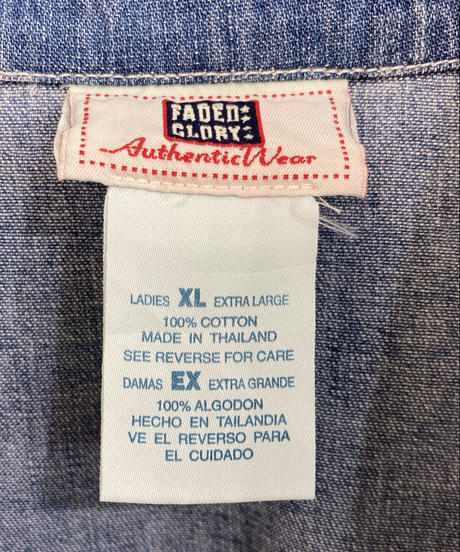 FADED
GLORY
Authentic Wear
LADIES XL EXTRA LARGE
100% COTTON
MADE IN THAILAND
SEE REVERSE FOR CARE
DAMAS EX EXTRA GRANDE
100% ALGODON
HECHO EN TAILANDIA
VE EL REVERSO PARA
EL CUIDADO